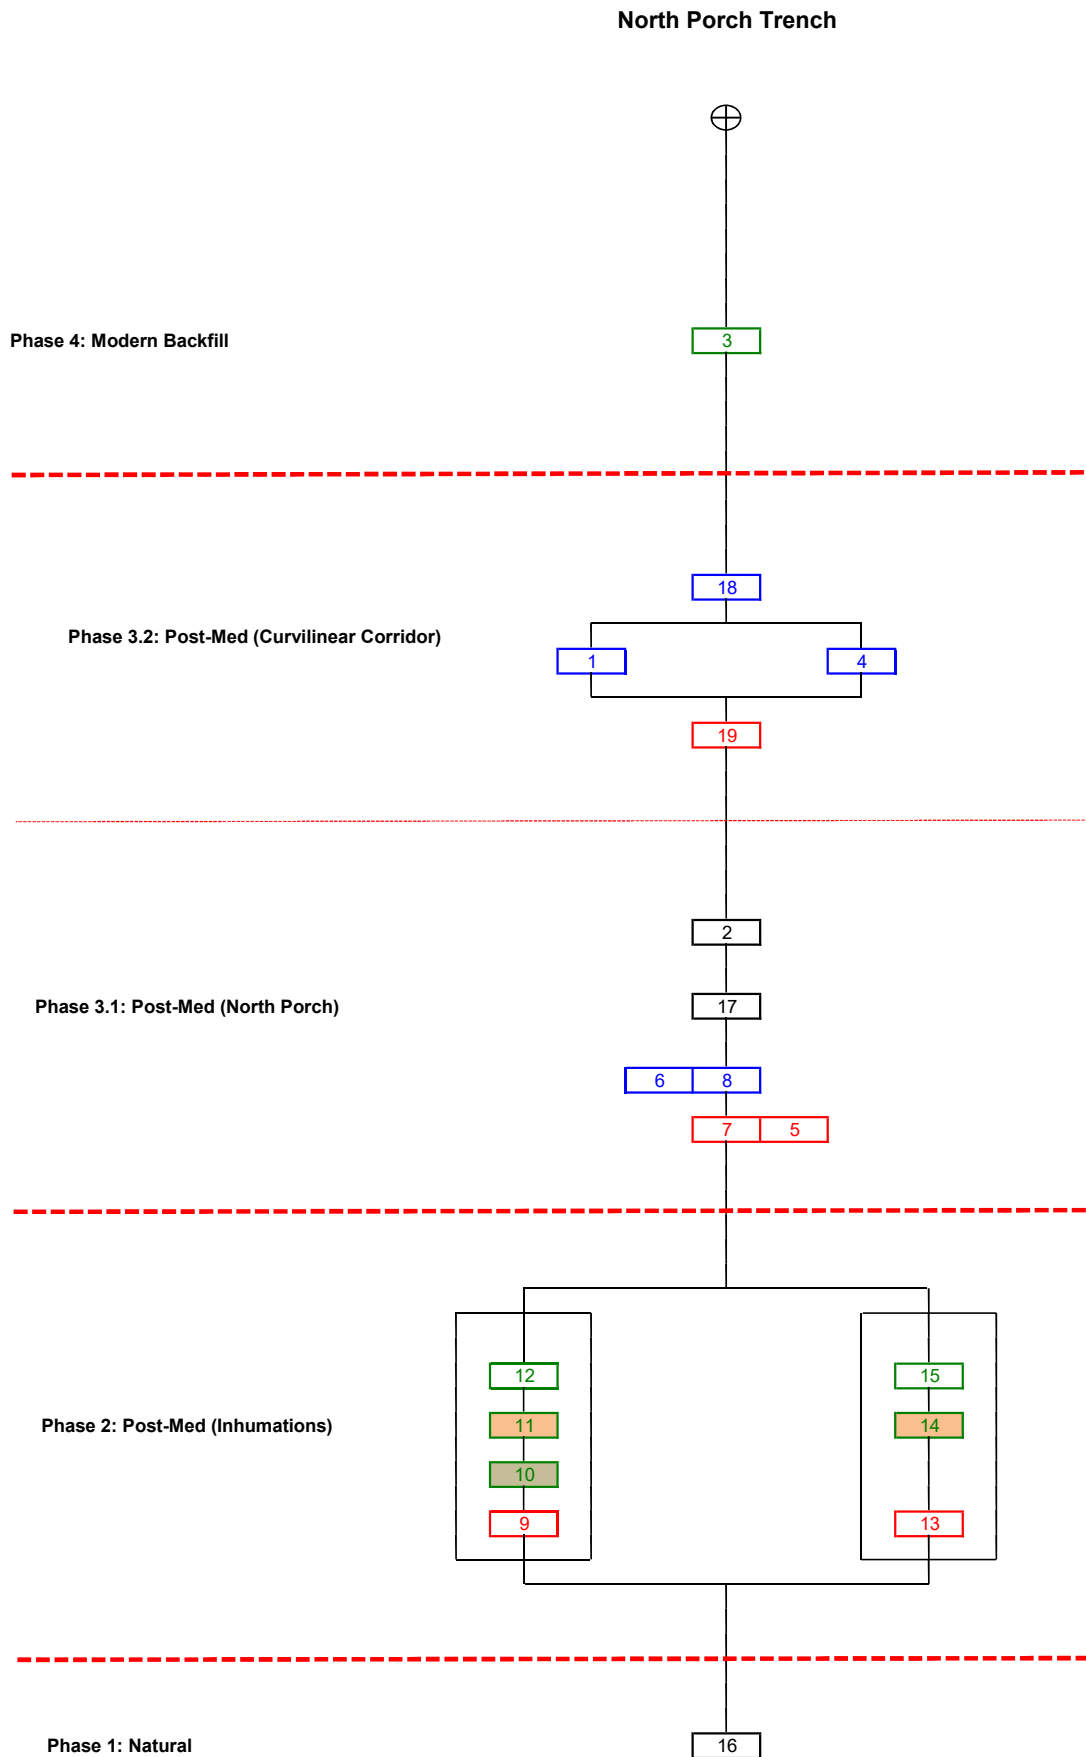 North Porch Trench
Phase 4: Modern Backfill
3
18
Phase 3.2: Post-Med (Curvilinear Corridor)
1 4
19
2
Phase 3.1: Post-Med (North Porch)
17
6 8
7 5
12 15
Phase 2: Post-Med (Inhumations)
11 14
10
9 13
Phase 1: Natural
16